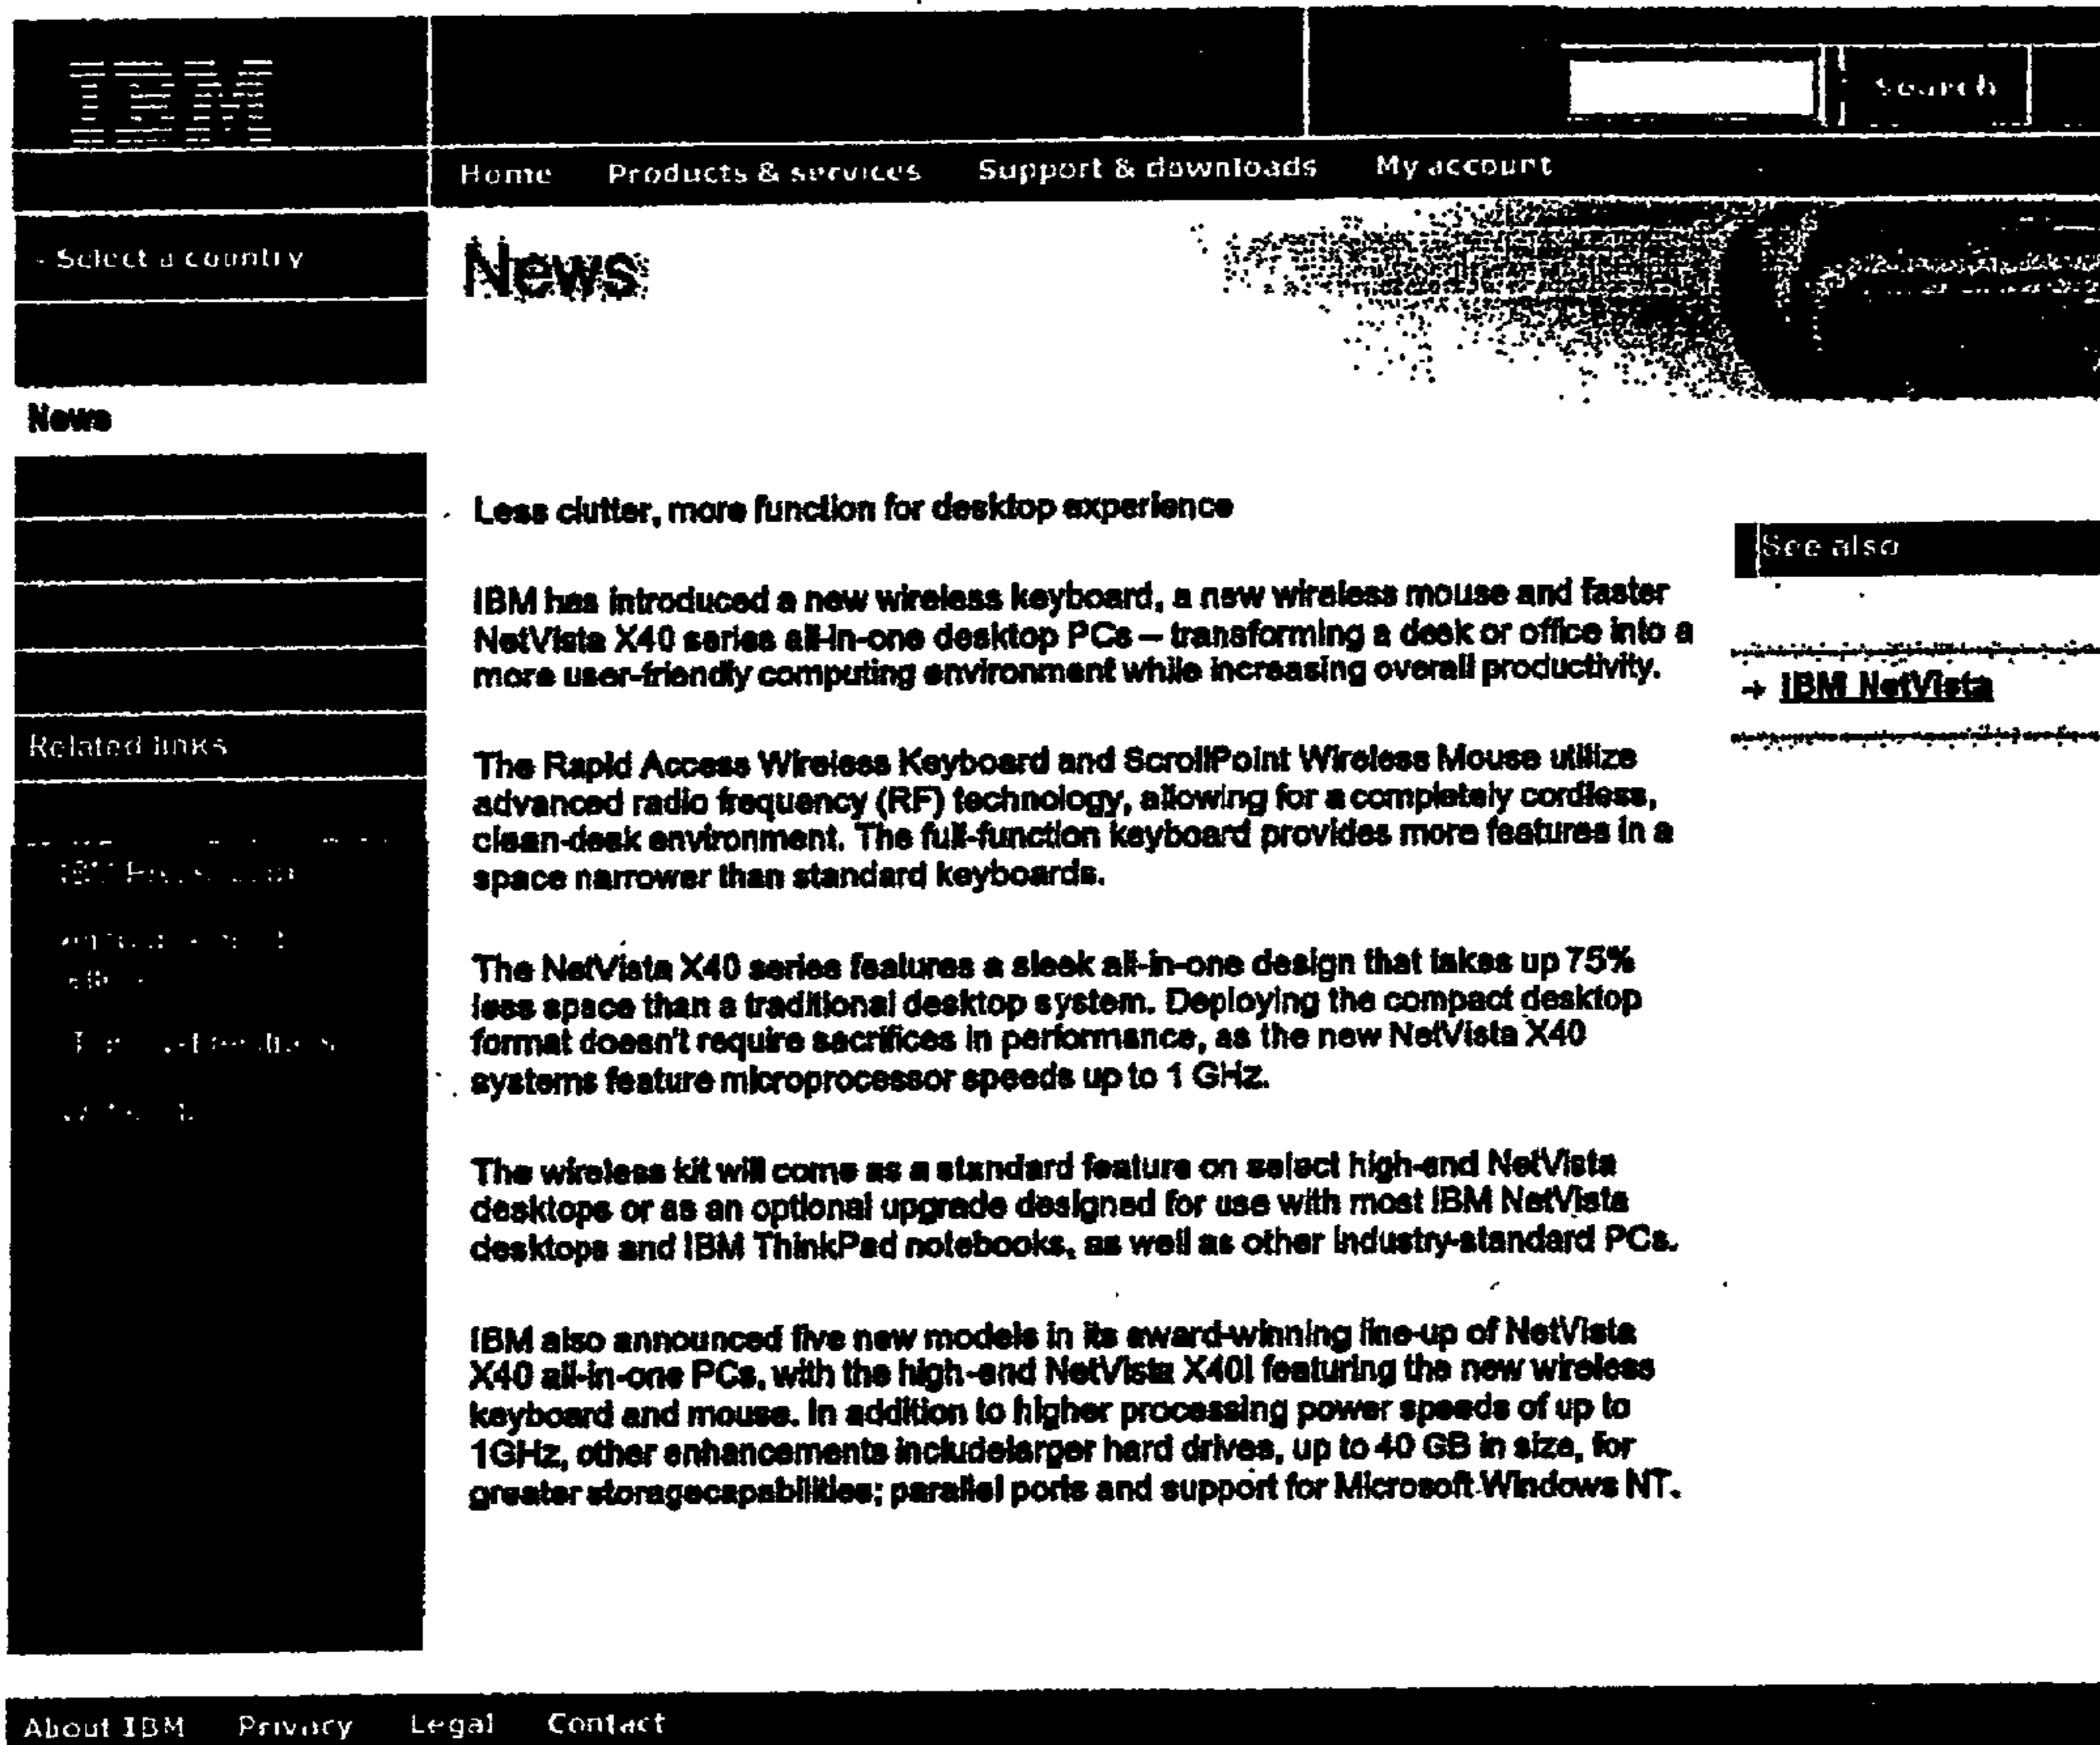 IBM
Search
Home Products & services Support & downloads My account
Select a country
News
News
Less clutter, more function for desktop experience
See also
IBM has introduced a new wireless keyboard, a new wireless mouse and faster
NetVista X40 series all-in-one desktop PCs – transforming a desk or office into a
more user-friendly computing environment while increasing overall productivity.
→ IBM NetVista
Related links
The Rapid Access Wireless Keyboard and ScrollPoint Wireless Mouse utilize
advanced radio frequency (RF) technology, allowing for a completely cordless,
clean-desk environment. The full-function keyboard provides more features in a
space narrower than standard keyboards.
IBM
The NetVista X40 series features a sleek all-in-one design that takes up 75%
less space than a traditional desktop system. Deploying the compact desktop
format doesn't require sacrifices in performance, as the new NetVista X40
systems feature microprocessor speeds up to 1 GHz.
The wireless kit will come as a standard feature on select high-end NetVista
desktops or as an optional upgrade designed for use with most IBM NetVista
desktops and IBM ThinkPad notebooks, as well as other industry-standard PCs.
IBM also announced five new models in its award-winning line-up of NetVista
X40 all-in-one PCs, with the high-end NetVista X40i featuring the new wireless
keyboard and mouse. In addition to higher processing power speeds of up to
1GHz, other enhancements includelarger hard drives, up to 40 GB in size, for
greater storagecapabilities; parallel ports and support for Microsoft Windows NT.
About IBM Privacy Legal Contact